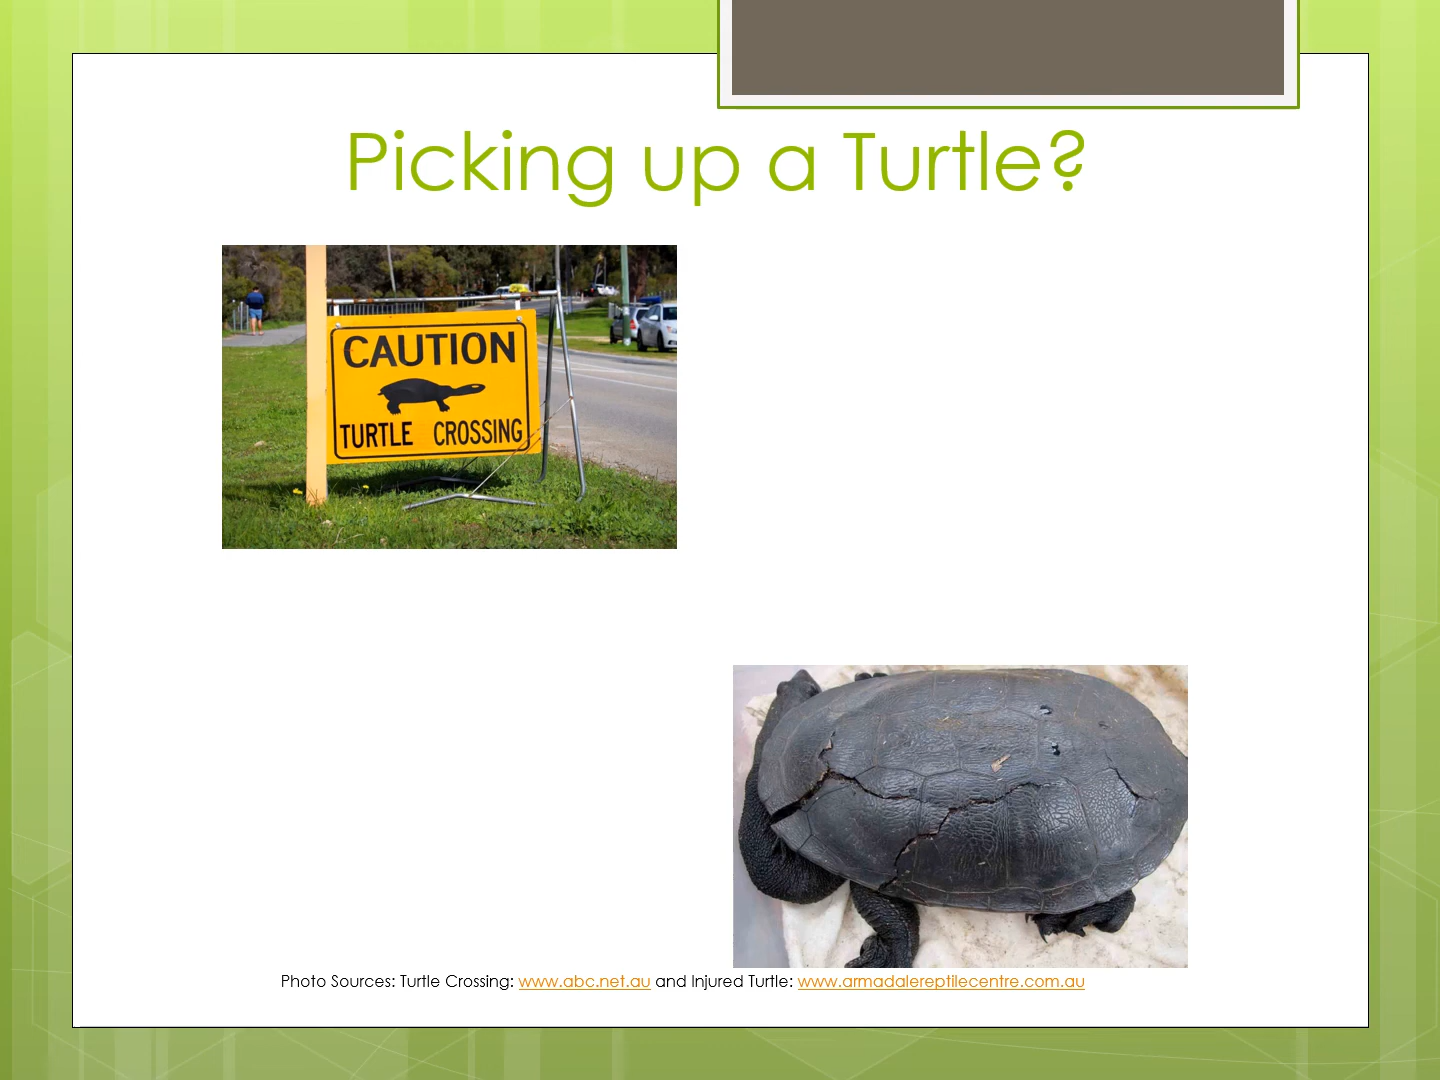 Picking up a Turtle?
CAUTION
TURTLE CROSSING
Photo Sources: Turtle Crossing: www.abc.net.au and Injured Turtle: www.armadalereptilecentre.com.au